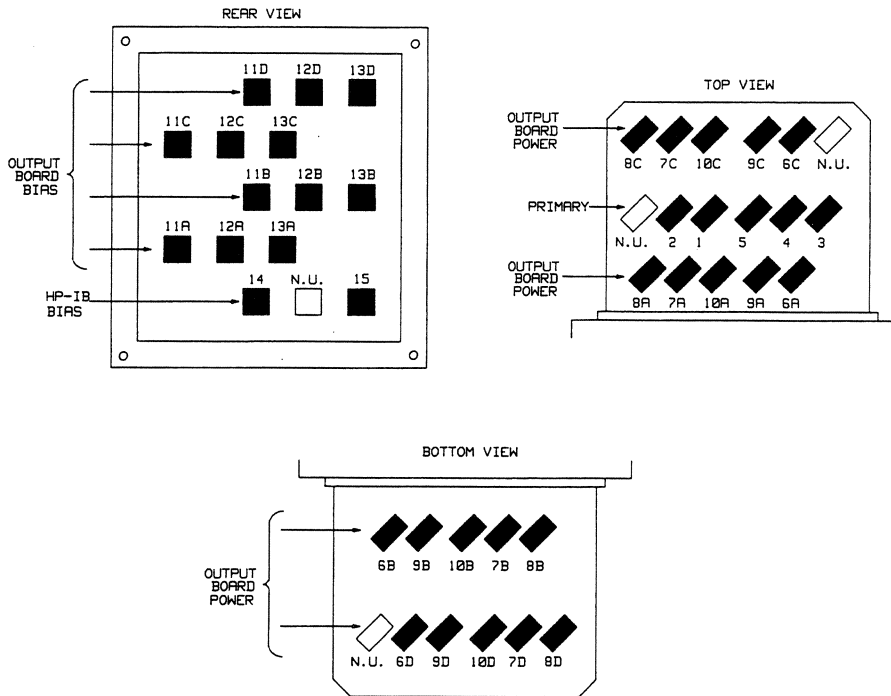 REAR VIEW
11D 12D 13D
11C 12C 13C
OUTPUT
BOARD
BIAS
11B 12B 13B
11A 12A 13A
14 N.U. 15
HP-IB
BIAS
TOP VIEW
OUTPUT
BOARD
POWER
8C 7C 10C 9C 6C N.U.
PRIMARY
N.U. 2 1 5 4 3
OUTPUT
BOARD
POWER
8A 7A 10A 9A 6A
BOTTOM VIEW
6B 9B 10B 7B 8B
OUTPUT
BOARD
POWER
N.U. 6D 9D 10D 7D 8D